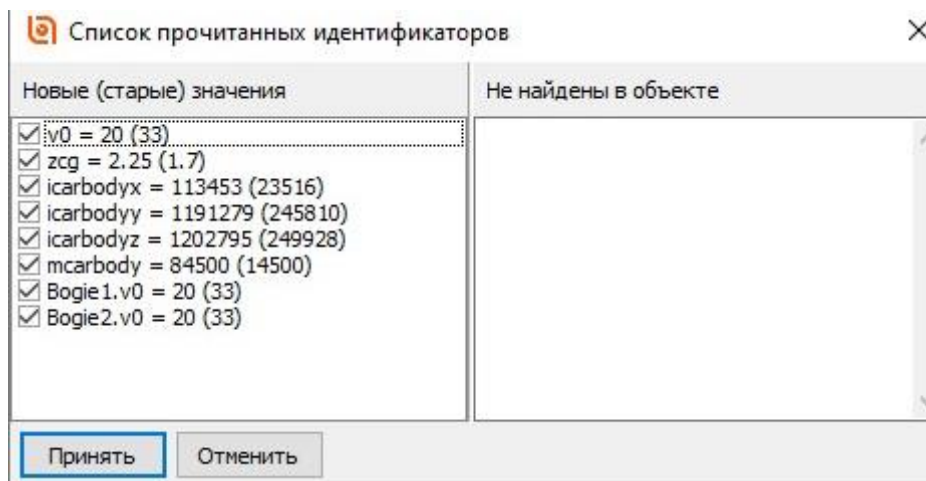 Список прочитанных идентификаторов
Новые (старые) значения
Не найдены в объекте
v0 = 20 (33)
zcg = 2.25 (1.7)
icarbodyx = 113453 (23516)
icarbodyy = 1191279 (245810)
icarbodyz = 1202795 (249928)
mcarbody = 84500 (14500)
Bogie1.v0 = 20 (33)
Bogie2.v0 = 20 (33)
Принять
Отменить